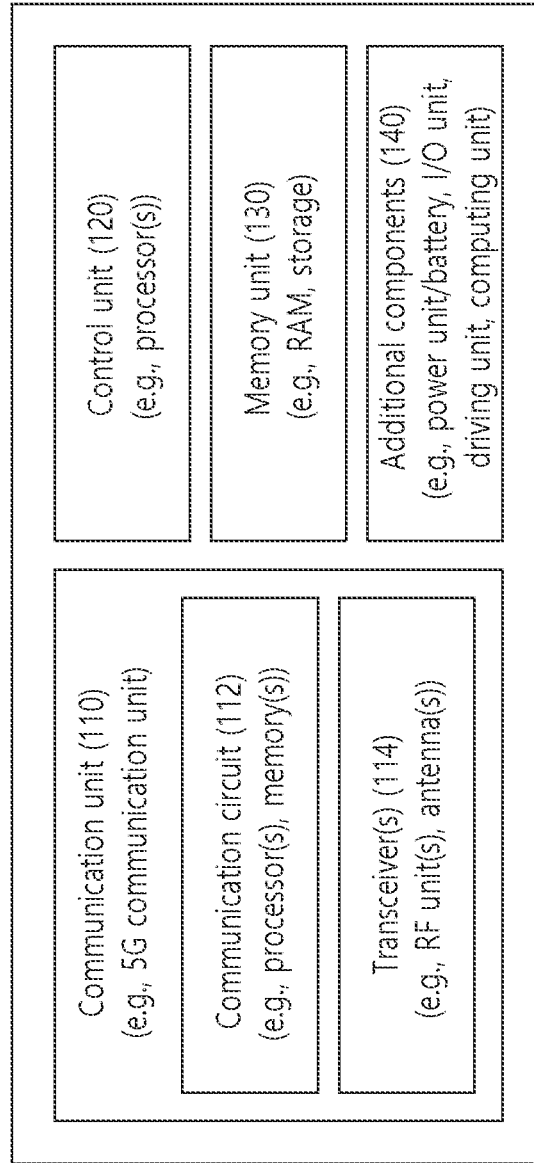 Communication unit (110)
(e.g., 5G communication unit)
Communication circuit (112)
(e.g., processor(s), memory(s))
Transceiver(s) (114)
(e.g., RF unit(s), antenna(s))
Control unit (120)
(e.g., processor(s))
Memory unit (130)
(e.g., RAM, storage)
Additional components (140)
(e.g., power unit/battery, I/O unit,
driving unit, computing unit)